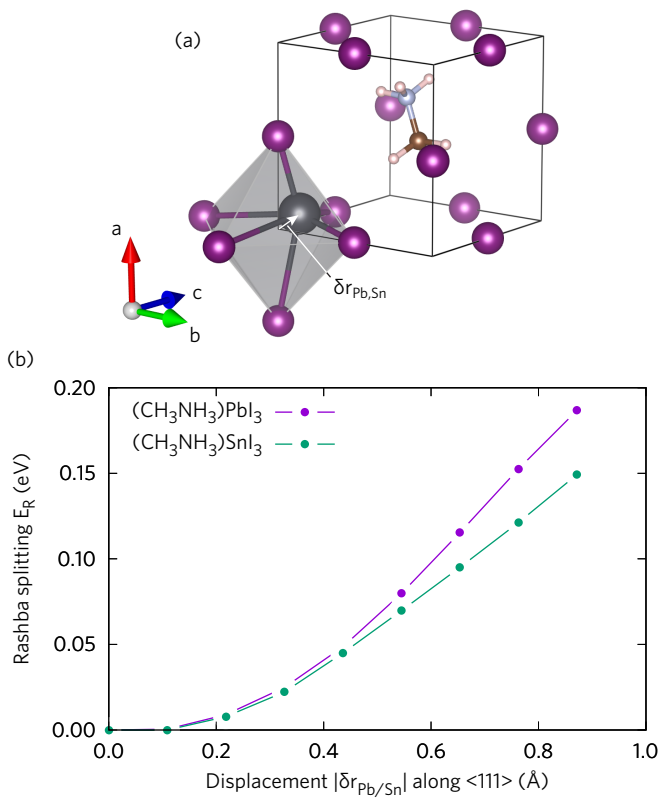 (a)
a
c
b
δr_Pb,Sn
(b)
(CH₃NH₃)PbI₃
(CH₃NH₃)SnI₃
Rashba splitting E_R (eV)
0.20
0.15
0.10
0.05
0.00
0.0 0.2 0.4 0.6 0.8 1.0
Displacement |δr_Pb/Sn| along <111> (Å)